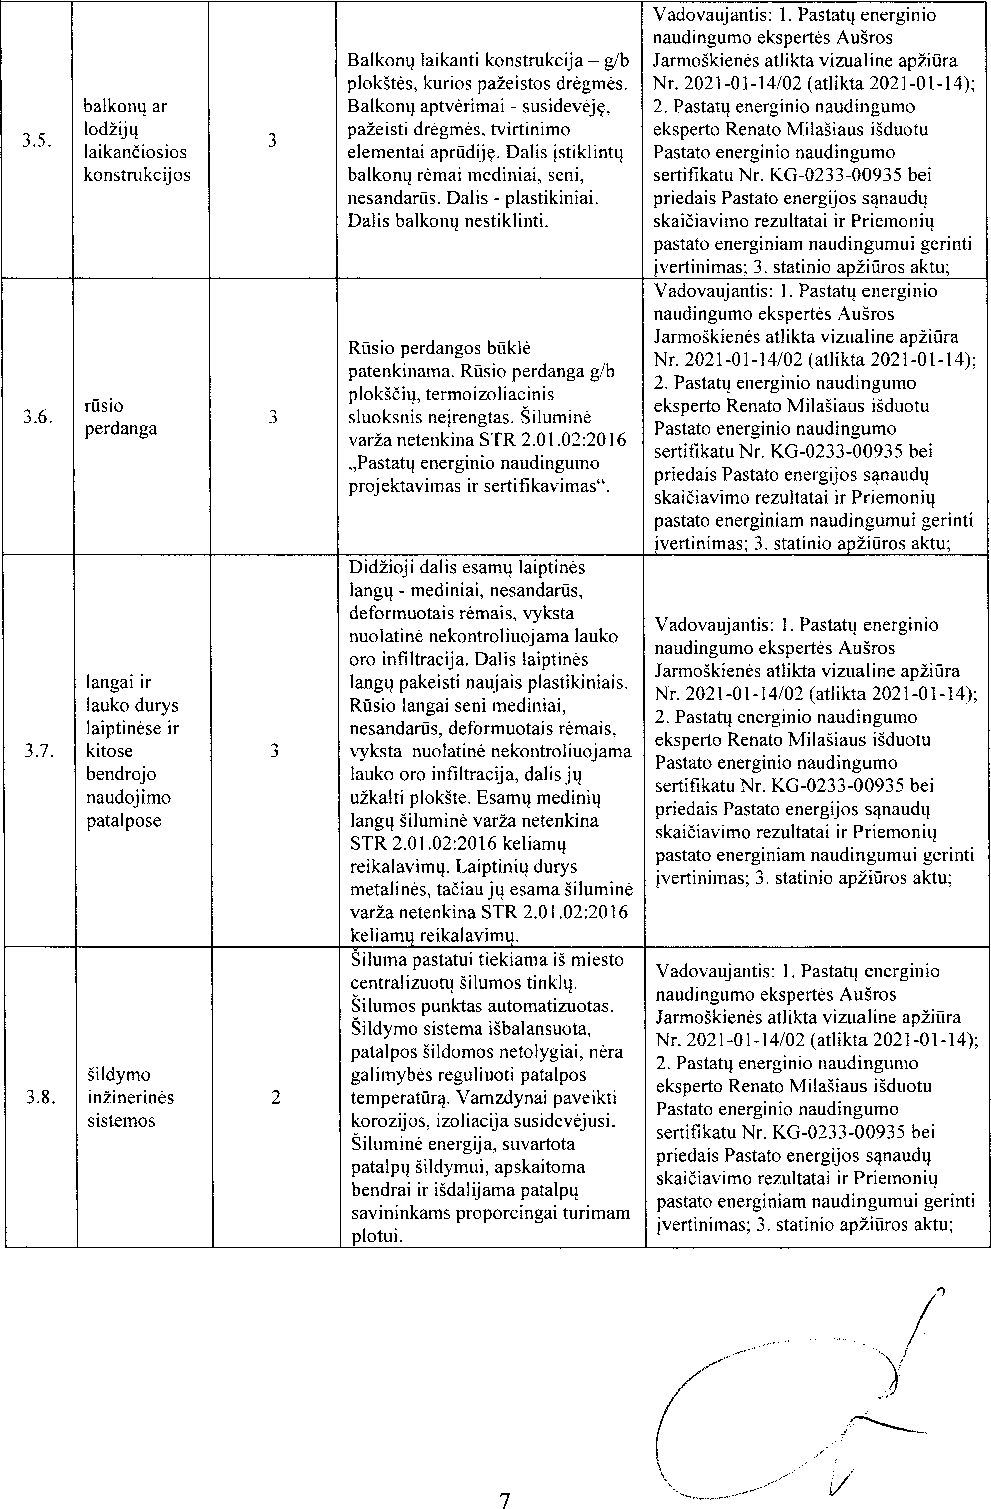 3.5.
balkonų ar
lodžijų
laikančiosios
konstrukcijos
3
Balkonų laikanti konstrukcija – g/b
plokštės, kurios pažeistos drėgmės.
Balkonų aptvėrimai - susidėvėję,
pažeisti drėgmės, tvirtinimo
elementai aprūdiję. Dalis įstiklintų
balkonų rėmai mediniai, seni,
nesandarūs. Dalis - plastikiniai.
Dalis balkonų nestiklinti.
Vadovaujantis: 1. Pastatų energinio
naudingumo ekspertės Aušros
Jarmoškienės atlikta vizualine apžiūra
Nr. 2021-01-14/02 (atlikta 2021-01-14);
2. Pastatų energinio naudingumo
eksperto Renato Milašiaus išduotu
Pastato energinio naudingumo
sertifikatu Nr. KG-0233-00935 bei
priedais Pastato energijos sąnaudų
skaičiavimo rezultatai ir Priemonių
pastato energiniam naudingumui gerinti
įvertinimas; 3. statinio apžiūros aktu;
3.6.
rūsio
perdanga
3
Rūsio perdangos būklė
patenkinama. Rūsio perdanga g/b
plokščių, termoizoliacinis
sluoksnis neįrengtas. Šiluminė
varža netenkina STR 2.01.02:2016
„Pastatų energinio naudingumo
projektavimas ir sertifikavimas“.
Vadovaujantis: 1. Pastatų energinio
naudingumo ekspertės Aušros
Jarmoškienės atlikta vizualine apžiūra
Nr. 2021-01-14/02 (atlikta 2021-01-14);
2. Pastatų energinio naudingumo
eksperto Renato Milašiaus išduotu
Pastato energinio naudingumo
sertifikatu Nr. KG-0233-00935 bei
priedais Pastato energijos sąnaudų
skaičiavimo rezultatai ir Priemonių
pastato energiniam naudingumui gerinti
įvertinimas; 3. statinio apžiūros aktu;
3.7.
langai ir
lauko durys
laiptinėse ir
kitose
bendrojo
naudojimo
patalpose
3
Didžioji dalis esamų laiptinės
langų - mediniai, nesandarūs,
deformuotais rėmais, vyksta
nuolatinė nekontroliuojama lauko
oro infiltracija. Dalis laiptinės
langų pakeisti naujais plastikiniais.
Rūsio langai seni mediniai,
nesandarūs, deformuotais rėmais,
vyksta nuolatinė nekontroliuojama
lauko oro infiltracija, dalis jų
užkalti plokšte. Esamų medinių
langų šiluminė varža netenkina
STR 2.01.02:2016 keliamų
reikalavimų. Laiptinių durys
metalinės, tačiau jų esama šiluminė
varža netenkina STR 2.01.02:2016
keliamų reikalavimų.
Vadovaujantis: 1. Pastatų energinio
naudingumo ekspertės Aušros
Jarmoškienės atlikta vizualine apžiūra
Nr. 2021-01-14/02 (atlikta 2021-01-14);
2. Pastatų energinio naudingumo
eksperto Renato Milašiaus išduotu
Pastato energinio naudingumo
sertifikatu Nr. KG-0233-00935 bei
priedais Pastato energijos sąnaudų
skaičiavimo rezultatai ir Priemonių
pastato energiniam naudingumui gerinti
įvertinimas; 3. statinio apžiūros aktu;
3.8.
šildymo
inžinerinės
sistemos
2
Šiluma pastatui tiekiama iš miesto
centralizuotų šilumos tinklų.
Šilumos punktas automatizuotas.
Šildymo sistema išbalansuota,
patalpos šildomos netolygiai, nėra
galimybės reguliuoti patalpos
temperatūrą. Vamzdynai paveikti
korozijos, izoliacija susidėvėjusi.
Šiluminė energija, suvartota
patalpų šildymui, apskaitoma
bendrai ir išdalijama patalpų
savininkams proporcingai turimam
plotui.
Vadovaujantis: 1. Pastatų energinio
naudingumo ekspertės Aušros
Jarmoškienės atlikta vizualine apžiūra
Nr. 2021-01-14/02 (atlikta 2021-01-14);
2. Pastatų energinio naudingumo
eksperto Renato Milašiaus išduotu
Pastato energinio naudingumo
sertifikatu Nr. KG-0233-00935 bei
priedais Pastato energijos sąnaudų
skaičiavimo rezultatai ir Priemonių
pastato energiniam naudingumui gerinti
įvertinimas; 3. statinio apžiūros aktu;
7